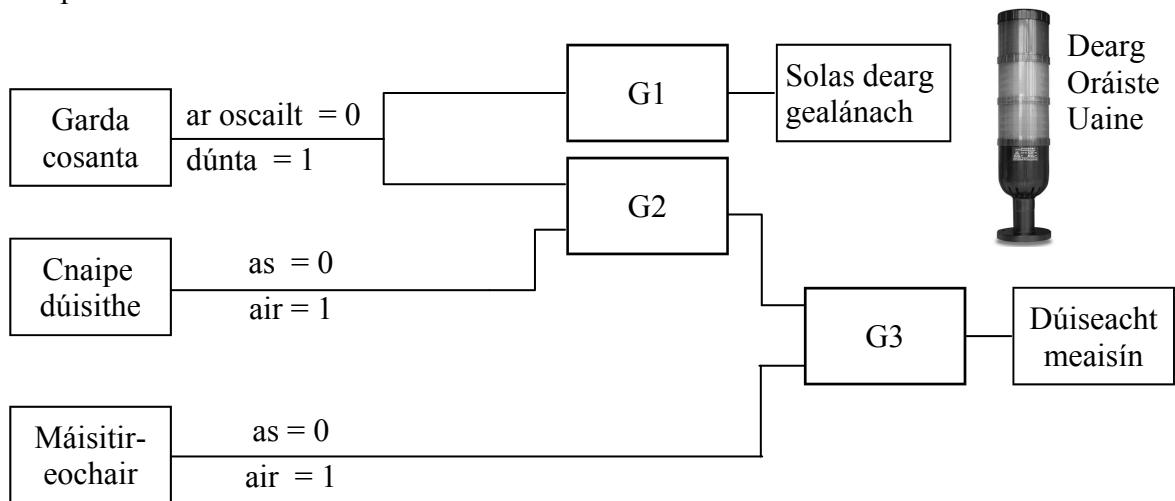 Garda
cosanta
ar oscailt = 0
dúnta = 1
G1
Solas dearg
gealánach
Dearg
Oráiste
Uaine
G2
Cnaipe
dúisithe
as = 0
air = 1
G3
Dúiseacht
meaisín
Máisitir-
eochair
as = 0
air = 1